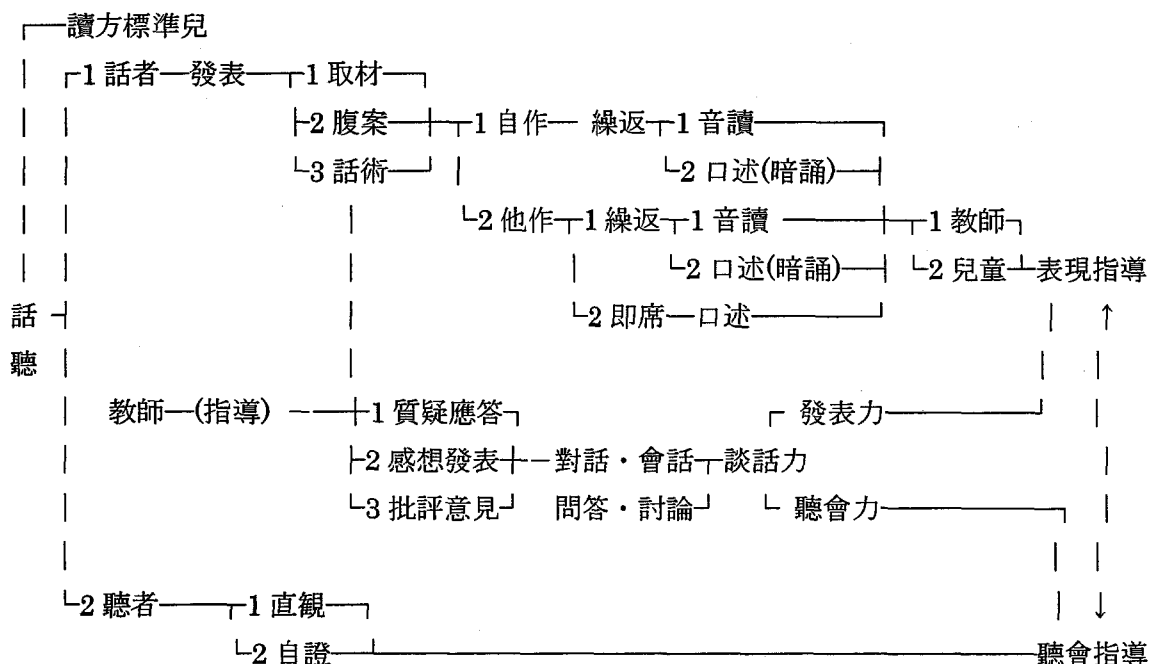 讀方標準兒
1 話者 發表 1 取材
2 腹案 1 自作 繰返 1 音讀
3 話術 2 口述(暗誦)
2 他作 1 繰返 1 音讀 1 教師
2 口述(暗誦) 2 兒童 表現指導
話 2 即席 口述 ↑
聽
教師 (指導) 1 質疑應答 發表力
2 感想發表 對話・會話 談話力
3 批評意見 問答・討論 聽會力
2 聽者 1 直観 ↓
2 自證 聽會指導